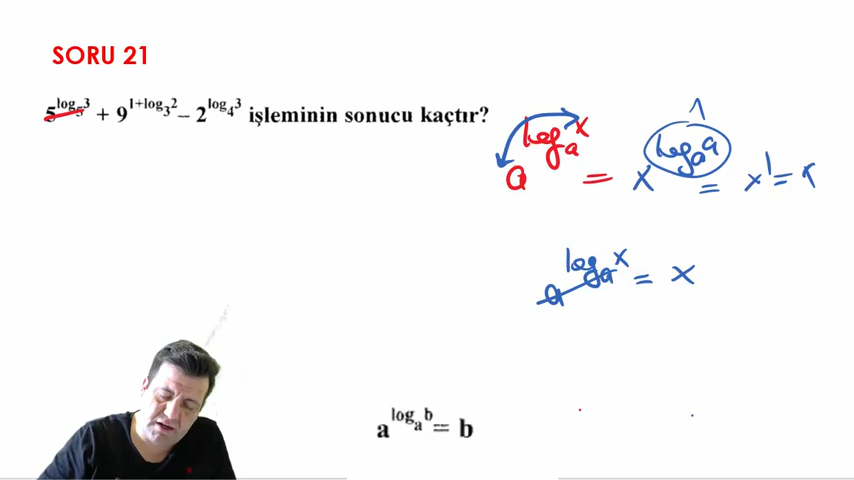 SORU 21
5^{log_5 3} + 9^{1+log_3 2} – 2^{log_4 3} işleminin sonucu kaçtır?
a^{log_a x} = x^{log_a a} = x^1 = x
1
a^{log_a x} = x
a^{log_a b} = b